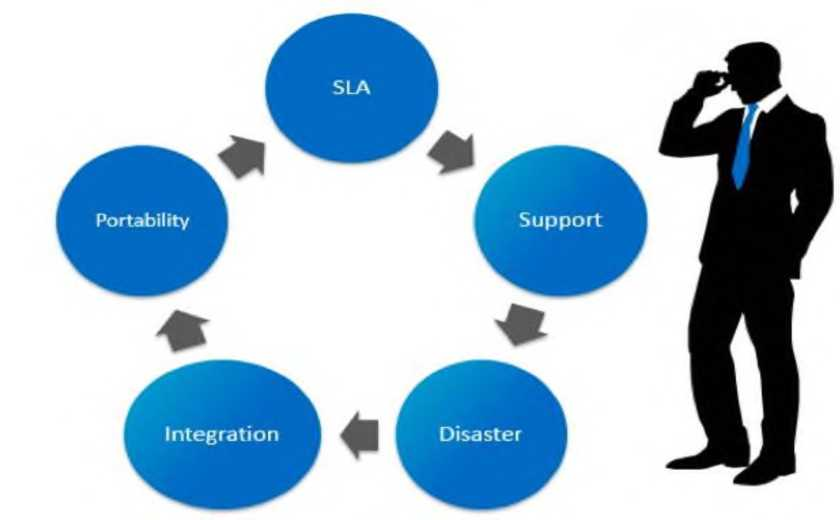 SLA
Support
Disaster
Integration
Portability